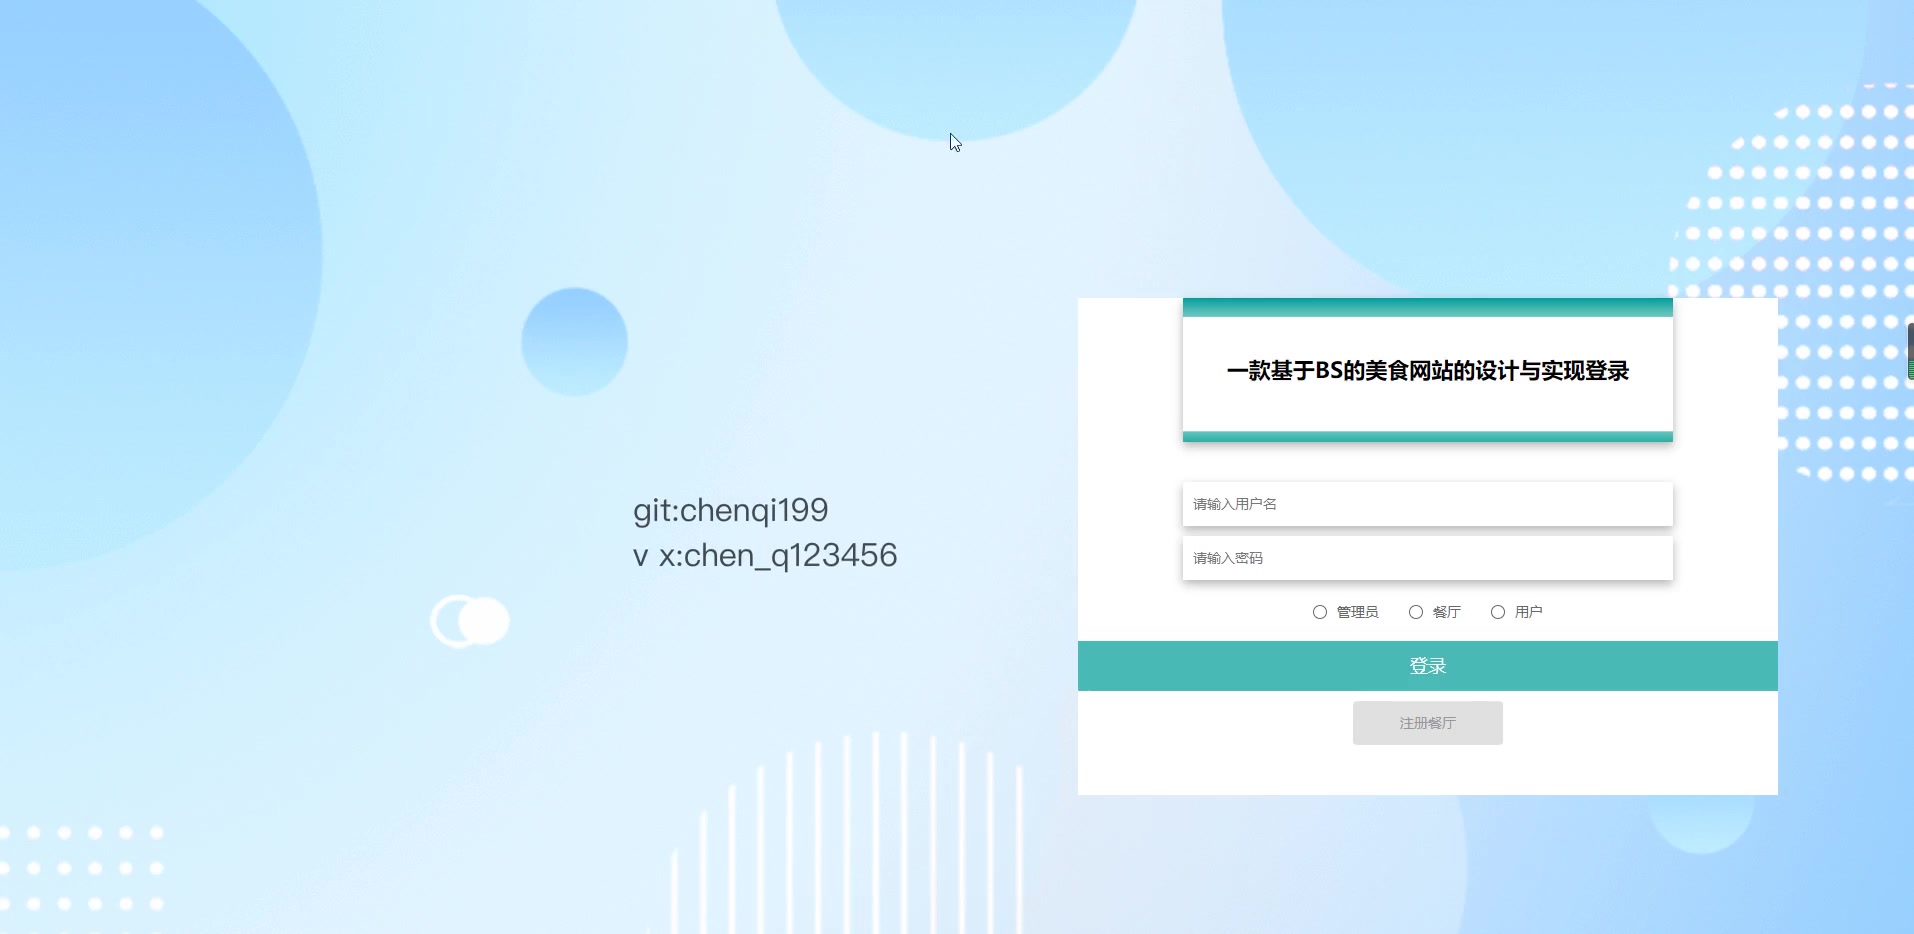 一款基于BS的美食网站的设计与实现登录
git:chenqi199
v x:chen_q123456
请输入用户名
请输入密码
管理员 餐厅 用户
登录
注册餐厅